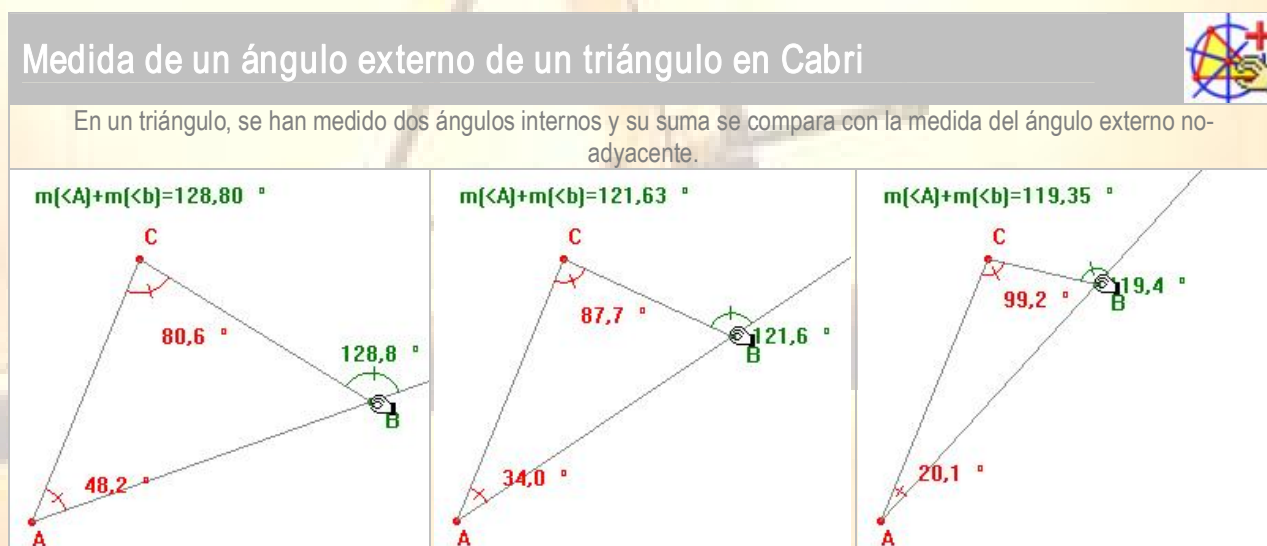 Medida de un ángulo externo de un triángulo en Cabri
En un triángulo, se han medido dos ángulos internos y su suma se compara con la medida del ángulo externo no-
adyacente.
m(<A)+m(<b)=128,80 °
C
80,6 °
128,8 °
B
48,2 °
A
m(<A)+m(<b)=121,63 °
C
87,7 °
121,6 °
B
34,0 °
A
m(<A)+m(<b)=119,35 °
C
99,2 °
119,4 °
B
20,1 °
A